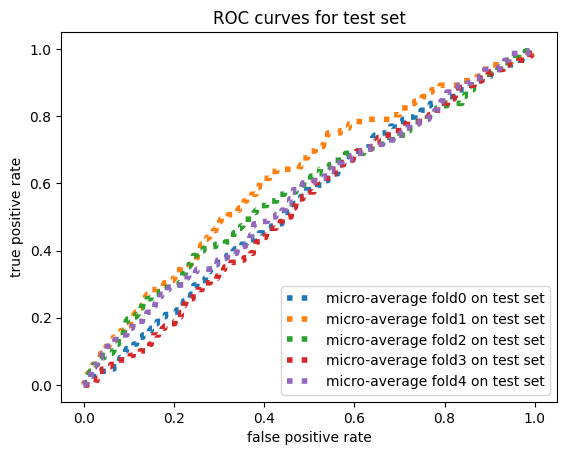 ROC curves for test set
true positive rate
1.0
0.8
0.6
0.4
0.2
0.0
micro-average fold0 on test set
micro-average fold1 on test set
micro-average fold2 on test set
micro-average fold3 on test set
micro-average fold4 on test set
0.0 0.2 0.4 0.6 0.8 1.0
false positive rate